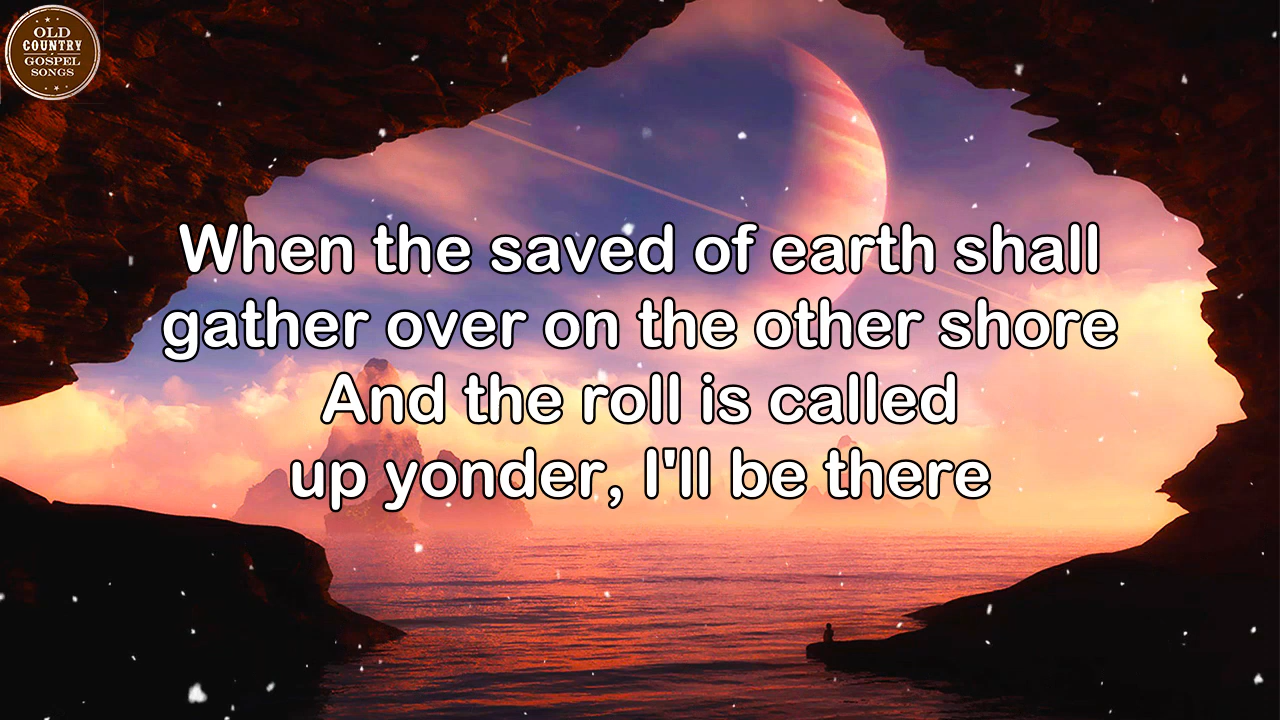 OLD
COUNTRY
GOSPEL
SONGS
When the saved of earth shall
gather over on the other shore
And the roll is called
up yonder, I'll be there